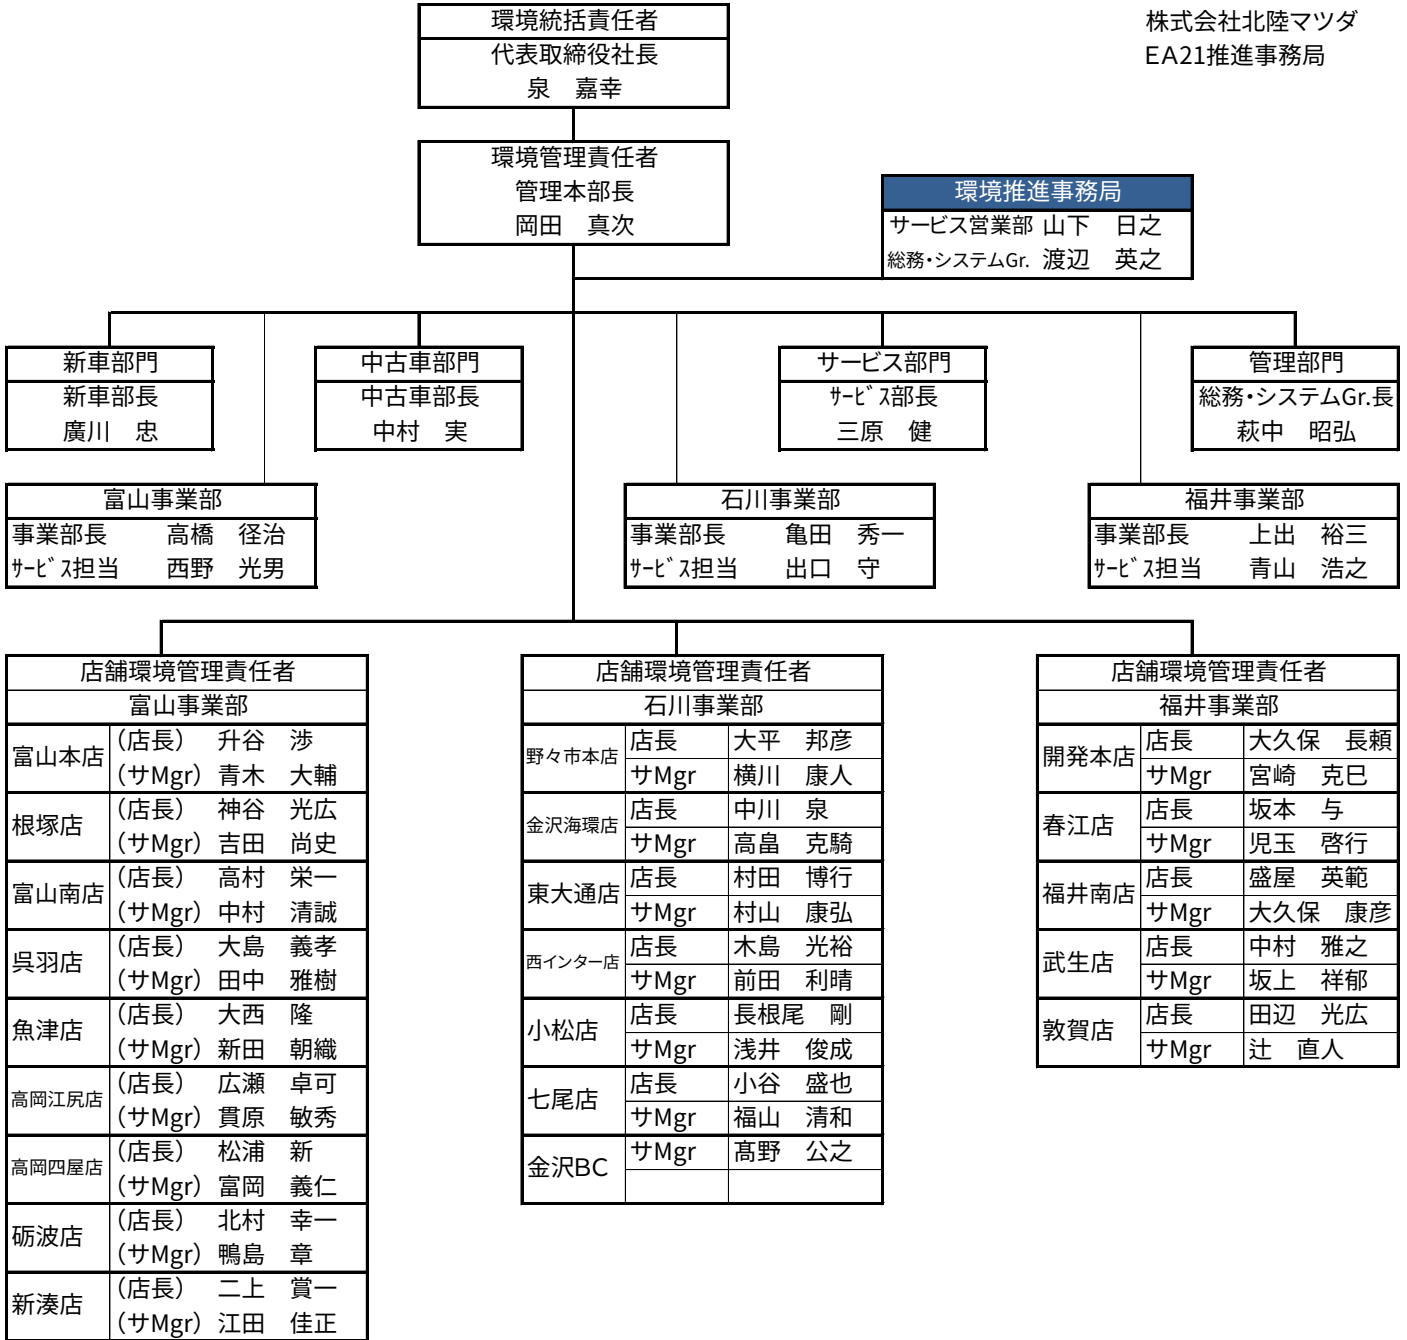 環境統括責任者
代表取締役社長
泉　嘉幸
株式会社北陸マツダ
EA21推進事務局
環境管理責任者
管理本部長
岡田　真次
環境推進事務局
サービス営業部 山下　日之
総務・システムGr. 渡辺　英之
新車部門
新車部長
廣川　忠
中古車部門
中古車部長
中村　実
サービス部門
ｻｰﾋﾞｽ部長
三原　健
管理部門
総務・システムGr.長
萩中　昭弘
富山事業部
事業部長　高橋　径治
ｻｰﾋﾞｽ担当　西野　光男
石川事業部
事業部長　亀田　秀一
ｻｰﾋﾞｽ担当　出口　守
福井事業部
事業部長　上出　裕三
ｻｰﾋﾞｽ担当　青山　浩之
店舗環境管理責任者
富山事業部
富山本店 （店長）　升谷　渉
（サMgr） 青木　大輔
根塚店 （店長）　神谷　光広
（サMgr） 吉田　尚史
富山南店 （店長）　高村　栄一
（サMgr） 中村　清誠
呉羽店 （店長）　大島　義孝
（サMgr） 田中　雅樹
魚津店 （店長）　大西　隆
（サMgr） 新田　朝織
高岡江尻店 （店長）　広瀬　卓可
（サMgr） 貫原　敏秀
高岡四屋店 （店長）　松浦　新
（サMgr） 富岡　義仁
砺波店 （店長）　北村　幸一
（サMgr） 鴨島　章
新湊店 （店長）　二上　賞一
（サMgr） 江田　佳正
店舗環境管理責任者
石川事業部
野々市本店 店長 大平　邦彦
サMgr 横川　康人
金沢海環店 店長 中川　泉
サMgr 高畠　克騎
東大通店 店長 村田　博行
サMgr 村山　康弘
西インター店 店長 木島　光裕
サMgr 前田　利晴
小松店 店長 長根尾　剛
サMgr 浅井　俊成
七尾店 店長 小谷　盛也
サMgr 福山　清和
金沢BC サMgr 髙野　公之
店舗環境管理責任者
福井事業部
開発本店 店長 大久保　長頼
サMgr 宮崎　克巳
春江店 店長 坂本　与
サMgr 児玉　啓行
福井南店 店長 盛屋　英範
サMgr 大久保　康彦
武生店 店長 中村　雅之
サMgr 坂上　祥郁
敦賀店 店長 田辺　光広
サMgr 辻　直人